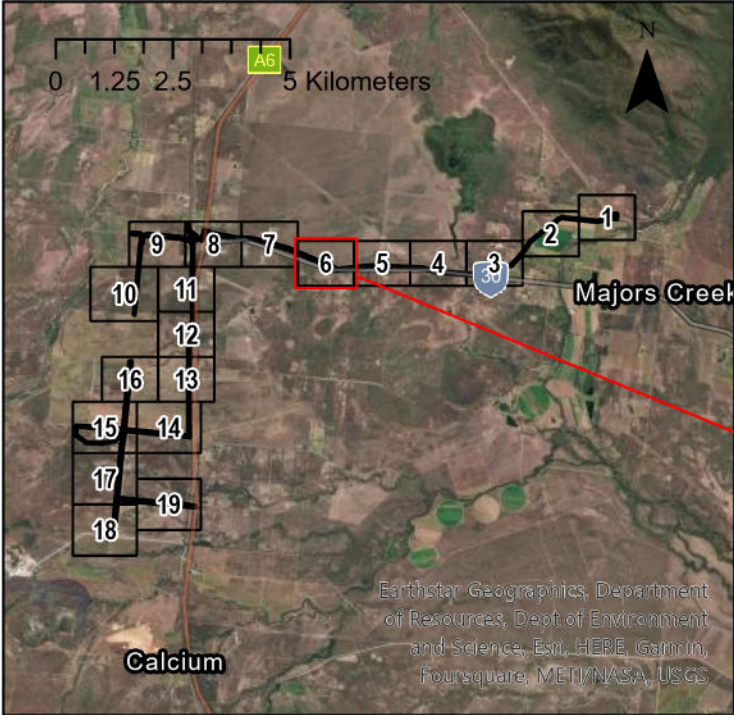 N
A6
0 1.25 2.5 5 Kilometers
1
2
9 8 7 6 5 4 3
30
Majors Creek
10 11
12
16 13
15 14
17
19
18
Earthstar Geographics, Department
of Resources, Dept of Environment
and Science, Esri, HERE, Garmin,
Foursquare, METI/NASA, USGS
Calcium